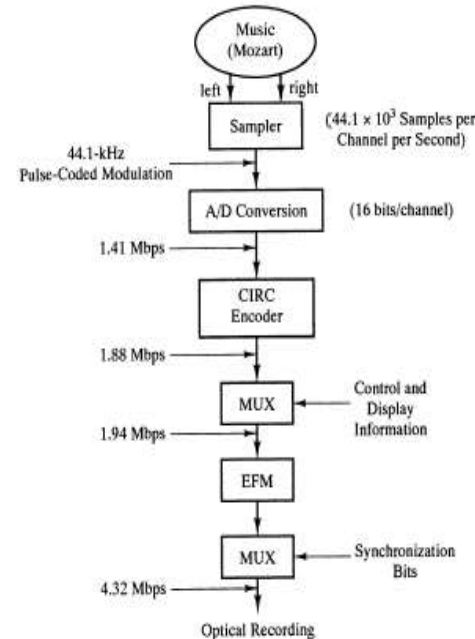 Music
(Mozart)
left
right
Sampler
(44.1 × 10³ Samples per
Channel per Second)
44.1-kHz
Pulse-Coded Modulation
A/D Conversion
(16 bits/channel)
1.41 Mbps
CIRC
Encoder
1.88 Mbps
MUX
Control and
Display
Information
1.94 Mbps
EFM
MUX
Synchronization
Bits
4.32 Mbps
Optical Recording